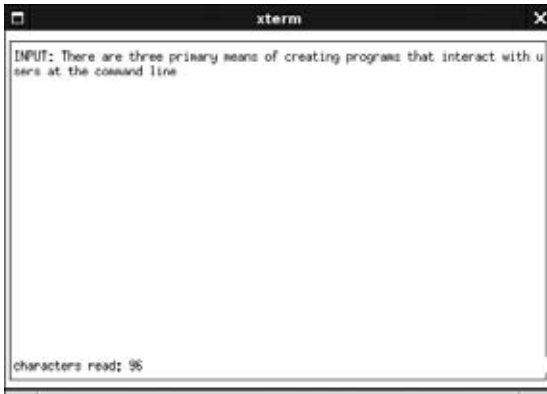 xterm
INPUT: There are three primary means of creating programs that interact with u
sers at the command line
characters read: 96